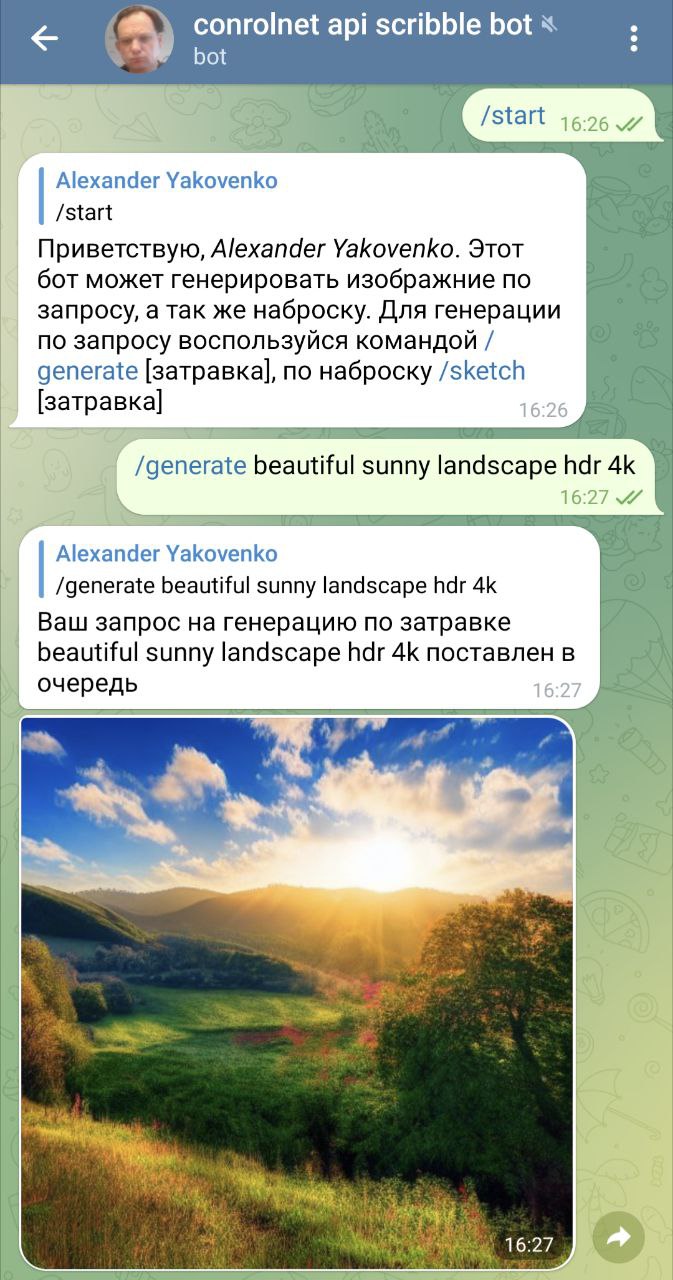 conrolnet api scribble bot
bot
/start 16:26
Alexander Yakovenko
/start
Приветствую, Alexander Yakovenko. Этот
бот может генерировать изображние по
запросу, а так же наброску. Для генерации
по запросу воспользуйся командой /
generate [затравка], по наброску /sketch
[затравка]
16:26
/generate beautiful sunny landscape hdr 4k
16:27
Alexander Yakovenko
/generate beautiful sunny landscape hdr 4k
Ваш запрос на генерацию по затравке
beautiful sunny landscape hdr 4k поставлен в
очередь
16:27
16:27